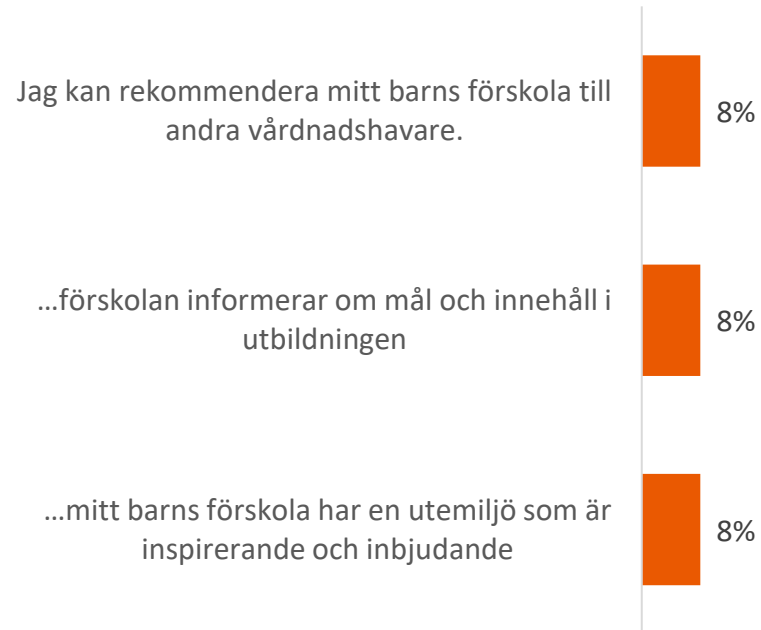 Jag kan rekommendera mitt barns förskola till
andra vårdnadshavare.
8%
…förskolan informerar om mål och innehåll i
utbildningen
8%
…mitt barns förskola har en utemiljö som är
inspirerande och inbjudande
8%